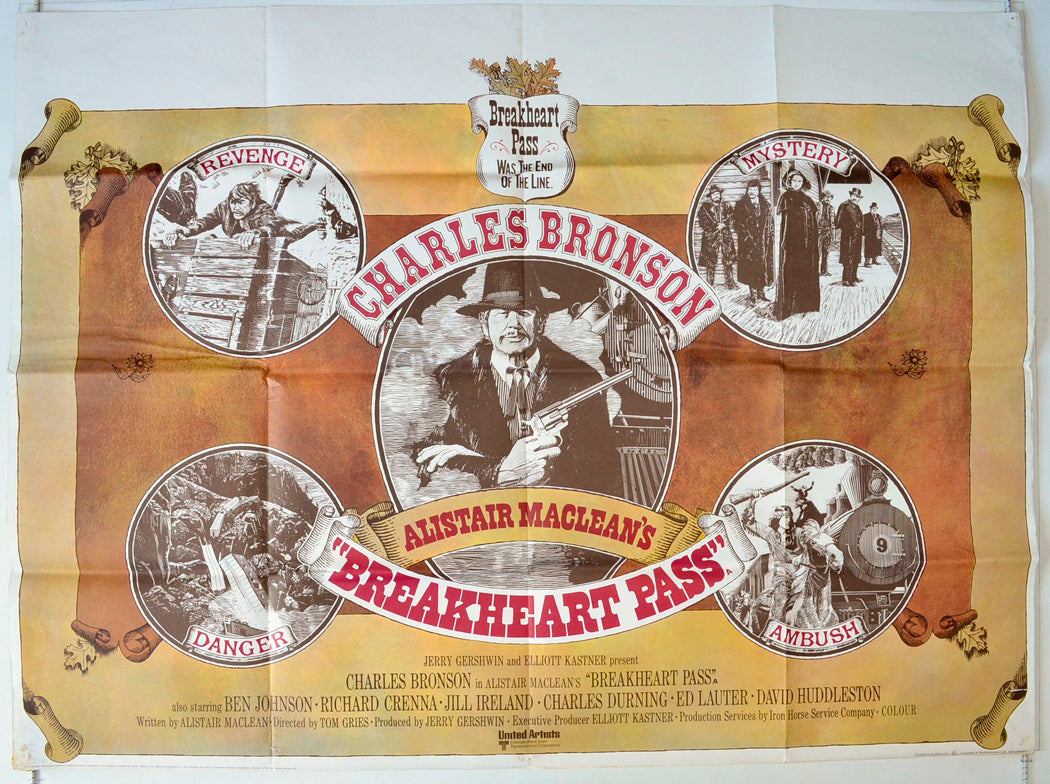 Breakheart
Pass
WAS THE END
OF THE LINE.
REVENGE
MYSTERY
CHARLES BRONSON
ALISTAIR MACLEAN'S
"BREAKHEART PASS"
A
DANGER
AMBUSH
9
JERRY GERSHWIN and ELLIOTT KASTNER present
CHARLES BRONSON in ALISTAIR MACLEAN'S "BREAKHEART PASS" A
also starring BEN JOHNSON · RICHARD CRENNA · JILL IRELAND · CHARLES DURNING · ED LAUTER · DAVID HUDDLESTON
Written by ALISTAIR MACLEAN · Directed by TOM GRIES · Produced by JERRY GERSHWIN · Executive Producer ELLIOTT KASTNER · Production Services by Iron Horse Service Company · COLOUR
United Artists